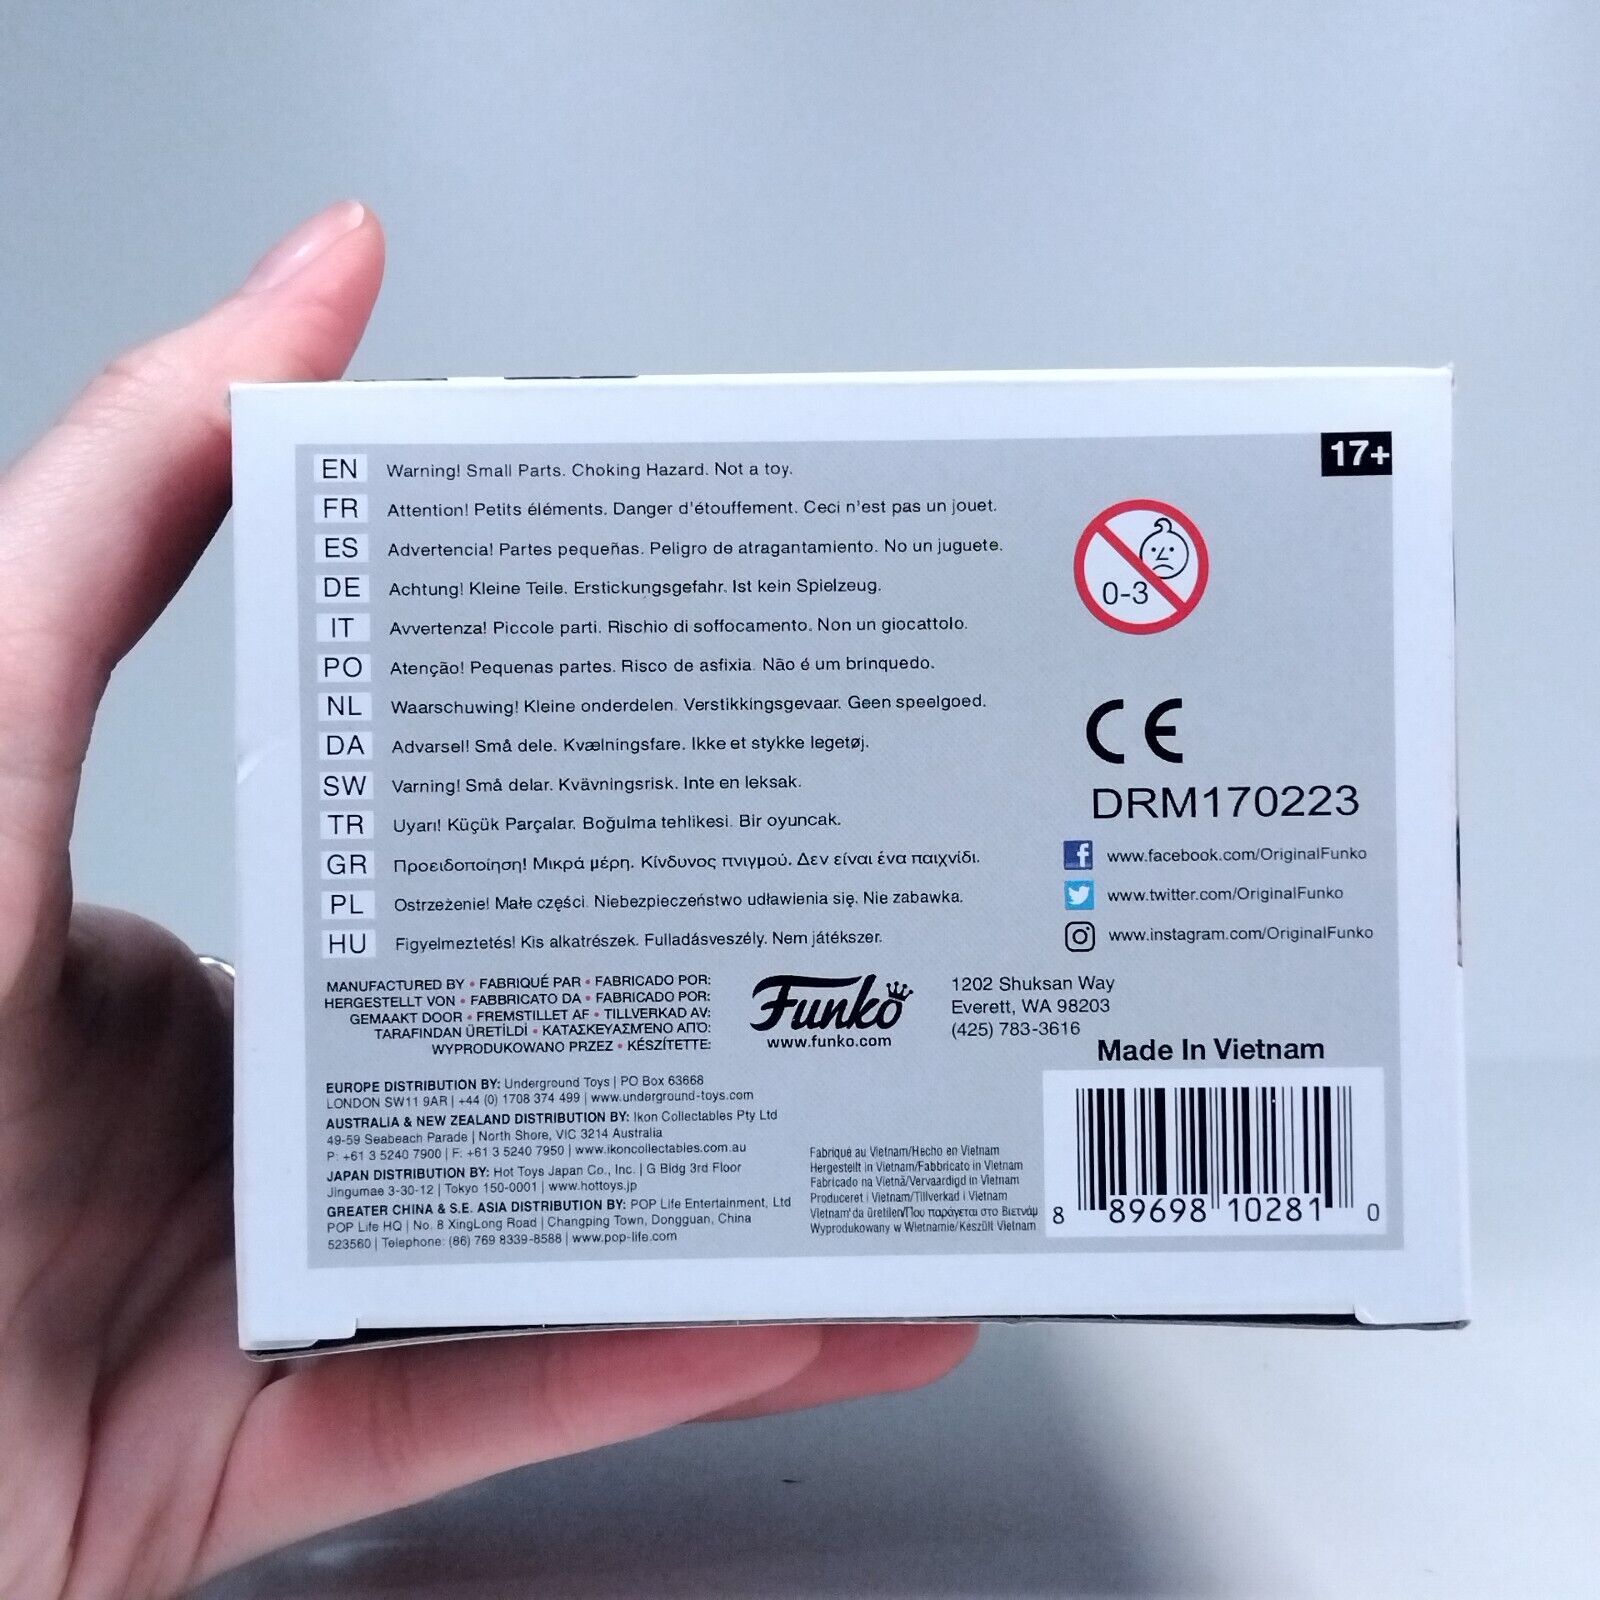 17+
EN Warning! Small Parts. Choking Hazard. Not a toy.
FR Attention! Petits éléments. Danger d'étouffement. Ceci n'est pas un jouet.
ES Advertencia! Partes pequeñas. Peligro de atragantamiento. No un juguete.
DE Achtung! Kleine Teile. Erstickungsgefahr. Ist kein Spielzeug.
IT Avvertenza! Piccole parti. Rischio di soffocamento. Non un giocattolo.
PO Atenção! Pequenas partes. Risco de asfixia. Não é um brinquedo.
NL Waarschuwing! Kleine onderdelen. Verstikkingsgevaar. Geen speelgoed.
DA Advarsel! Små dele. Kvælningsfare. Ikke et stykke legetøj.
SW Varning! Små delar. Kvävningsrisk. Inte en leksak.
TR Uyarı! Küçük Parçalar. Boğulma tehlikesi. Bir oyuncak.
GR Προειδοποίηση! Μικρά μέρη. Κίνδυνος πνιγμού. Δεν είναι ένα παιχνίδι.
PL Ostrzeżenie! Małe części. Niebezpieczeństwo udławienia się. Nie zabawka.
HU Figyelmeztetés! Kis alkatrészek. Fulladásveszély. Nem játékszer.
0-3
CE
DRM170223
www.facebook.com/OriginalFunko
www.twitter.com/OriginalFunko
www.instagram.com/OriginalFunko
MANUFACTURED BY • FABRIQUÉ PAR • FABRICADO POR:
HERGESTELLT VON • FABBRICATO DA • FABRICADO POR:
GEMAAKT DOOR • FREMSTILLET AF • TILLVERKAD AV:
TARAFINDAN ÜRETİLDİ • ΚΑΤΑΣΚΕΥΑΣΜΈΝΟ ΑΠΌ:
WYPRODUKOWANO PRZEZ • KÉSZÍTETTE:
Funko
www.funko.com
1202 Shuksan Way
Everett, WA 98203
(425) 783-3616
Made In Vietnam
EUROPE DISTRIBUTION BY: Underground Toys | PO Box 63668
LONDON SW11 9AR | +44 (0) 1708 374 499 | www.underground-toys.com
AUSTRALIA & NEW ZEALAND DISTRIBUTION BY: Ikon Collectables Pty Ltd
49-59 Seabeach Parade | North Shore, VIC 3214 Australia
P: +61 3 5240 7900 | F: +61 3 5240 7950 | www.ikoncollectables.com.au
JAPAN DISTRIBUTION BY: Hot Toys Japan Co., Inc. | G Bldg 3rd Floor
Jingumae 3-30-12 | Tokyo 150-0001 | www.hottoys.jp
GREATER CHINA & S.E. ASIA DISTRIBUTION BY: POP Life Entertainment, Ltd
POP Life HQ | No. 8 XingLong Road | Changping Town, Dongguan, China
523560 | Telephone: (86) 769 8339-8588 | www.pop-life.com
Fabriqué au Vietnam/Hecho en Vietnam
Hergestellt in Vietnam/Fabbricato in Vietnam
Fabricado na Vietnã/Vervaardigd in Vietnam
Produceret i Vietnam/Tillverkad i Vietnam
Vietnam'da üretilen/Που παράγεται στο Βιετνάμ
Wyprodukowany w Wietnamie/Készült Vietnam
8 89698 10281 0